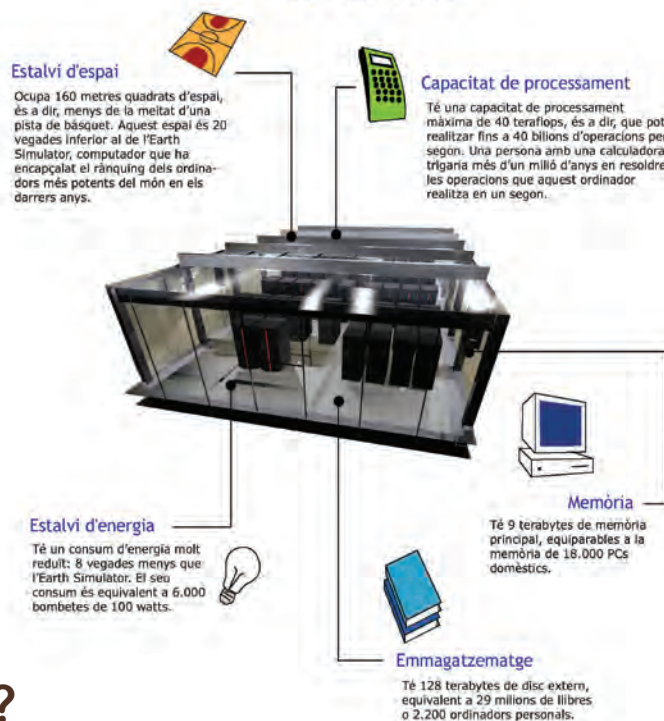 Estalvi d'espai
Ocupa 160 metres quadrats d'espai,
és a dir, menys de la meitat d'una
pista de bàsquet. Aquest espai és 20
vegades inferior al de l'Earth
Simulator, computador que ha
encapçalat el rànquing dels ordina-
dors més potents del món en els
darrers anys.
Capacitat de processament
Té una capacitat de processament
màxima de 40 teraflops, és a dir, que pot
realitzar fins a 40 bilions d'operacions per
segon. Una persona amb una calculadora
trigaria més d'un milió d'anys en resoldre
les operacions que aquest ordinador
realitza en un segon.
Memòria
Té 9 terabytes de memòria
principal, equiparables a la
memòria de 18.000 PCs
domèstics.
Estalvi d'energia
Té un consum d'energia molt
reduït: 8 vegades menys que
l'Earth Simulator. El seu
consum és equivalent a 6.000
bombetes de 100 watts.
Emmagatzematge
Té 128 terabytes de disc extern,
equivalent a 29 milions de llibres
o 2.200 ordinadors personals.
?